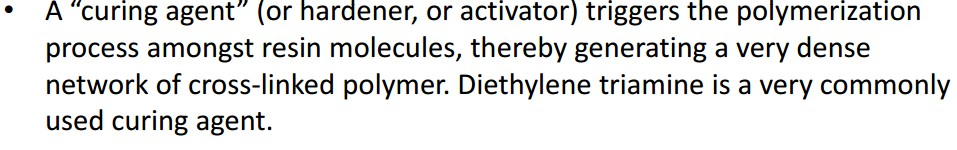 • A “curing agent” (or hardener, or activator) triggers the polymerization
process amongst resin molecules, thereby generating a very dense
network of cross-linked polymer. Diethylene triamine is a very commonly
used curing agent.